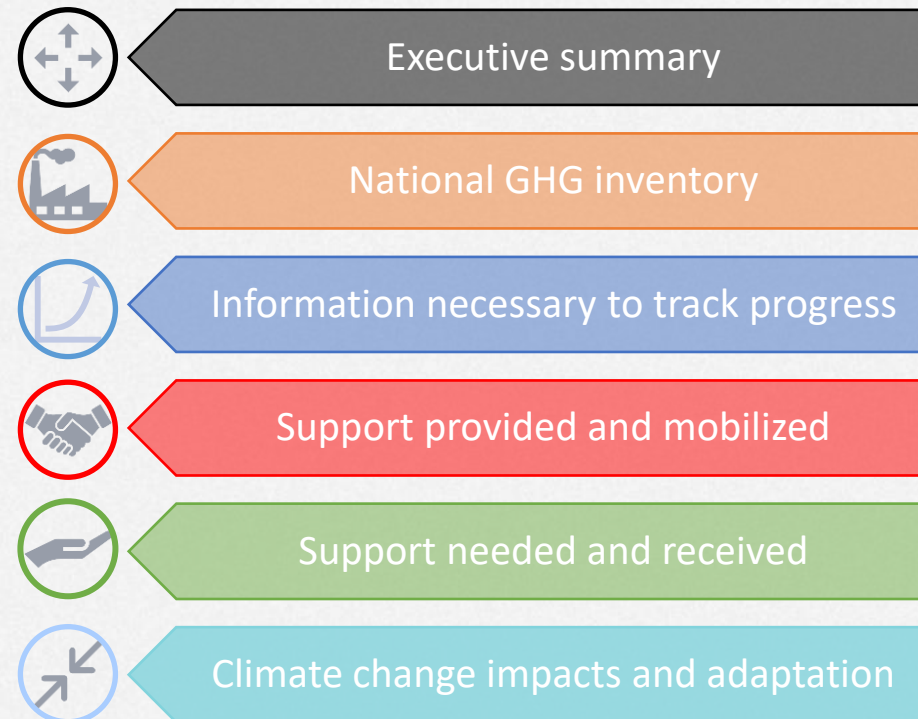 Executive summary
National GHG inventory
Information necessary to track progress
Support provided and mobilized
Support needed and received
Climate change impacts and adaptation